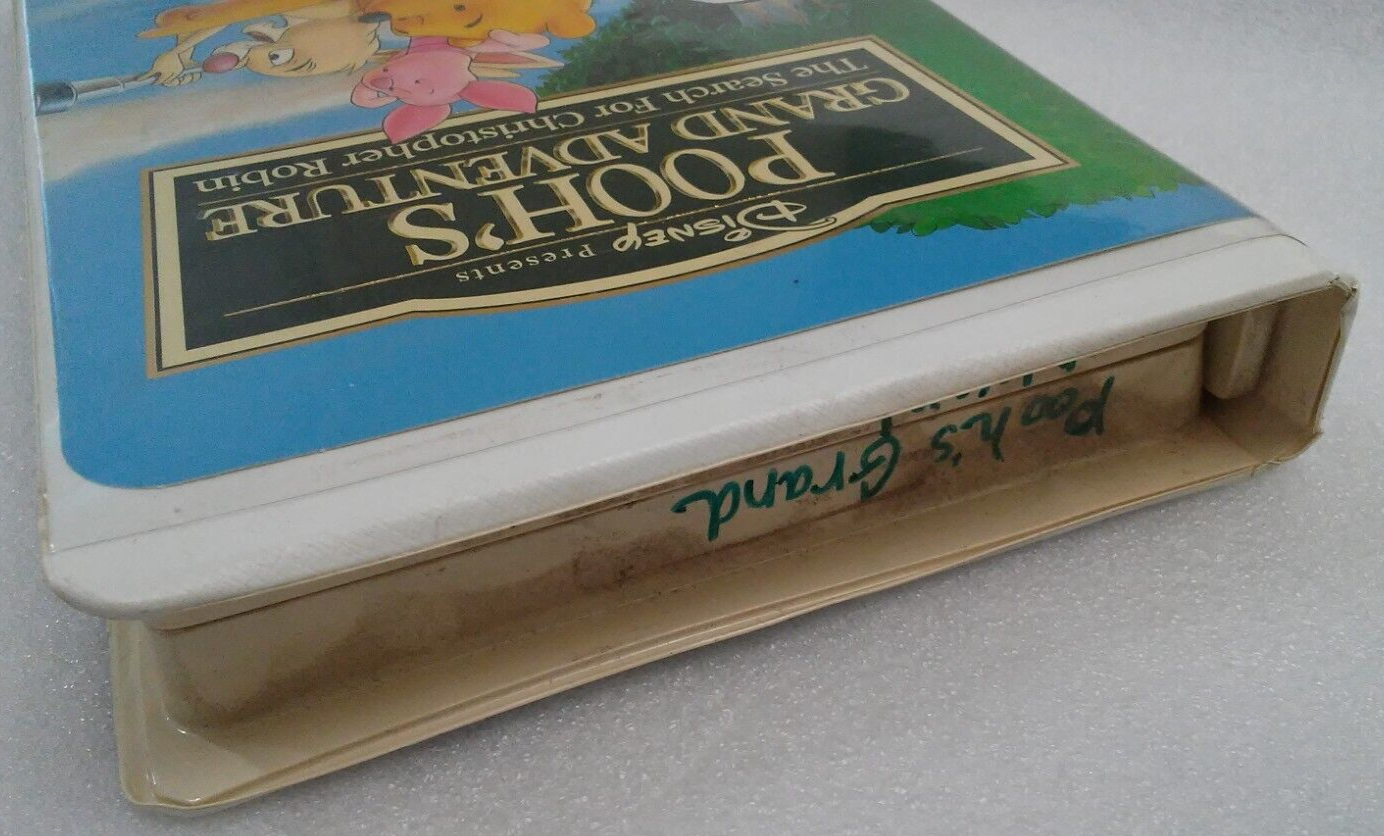 Disney Presents
POOH'S
GRAND ADVENTURE
The Search For Christopher Robin
Pooh's Grand